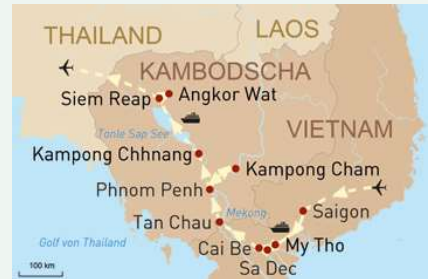 THAILAND
LAOS
KAMBODSCHA
Siem Reap
Angkor Wat
Tonle Sap See
VIETNAM
Kampong Chhnang
Kampong Cham
Phnom Penh
Mekong
Saigon
Tan Chau
Golf von Thailand
Cai Be
My Tho
Sa Dec
100 km